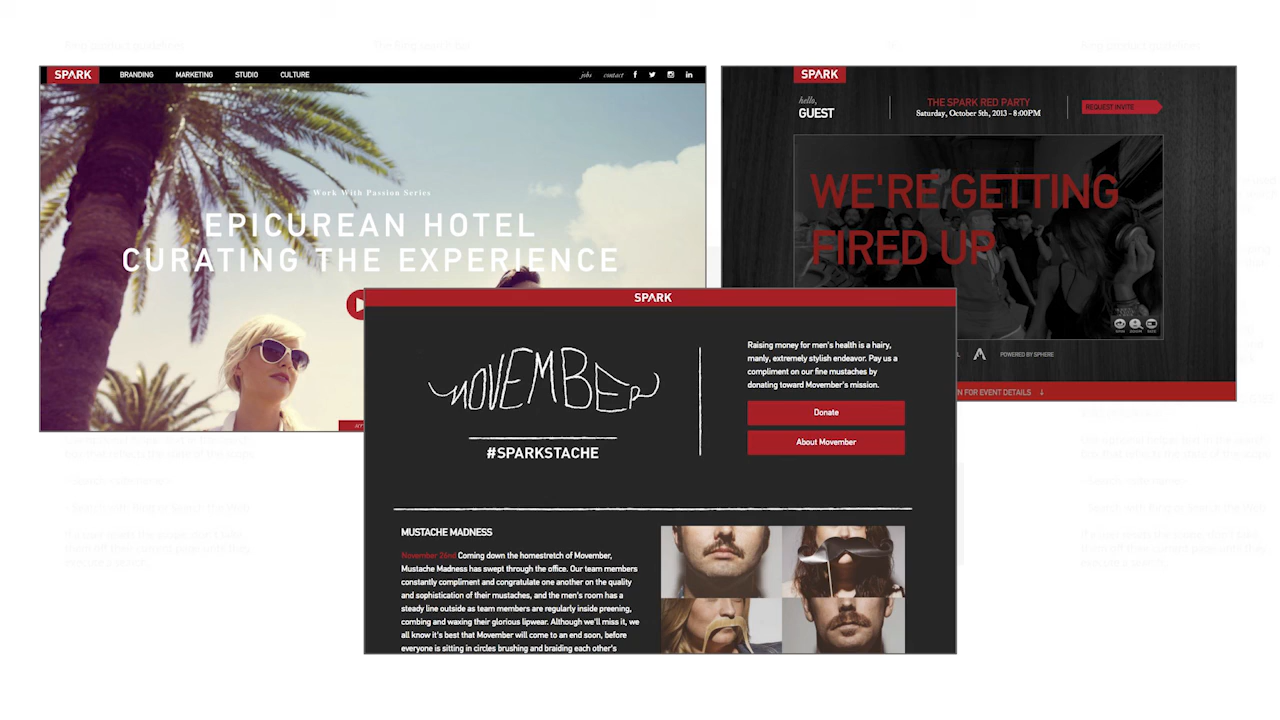 SPARK
BRANDING MARKETING STUDIO CULTURE
jobs contact
Work With Passion Series
EPICUREAN HOTEL
CURATING THE EXPERIENCE
SPARK
hello,
GUEST
THE SPARK RED PARTY
Saturday, October 5th, 2013 - 8:00PM
REQUEST INVITE
WE'RE GETTING
FIRED UP
POWERED BY SPHERE
N FOR EVENT DETAILS
SPARK
MOVEMBER
#SPARKSTACHE
Raising money for men's health is a hairy,
manly, extremely stylish endeavor. Pay us a
compliment on our fine mustaches by
donating toward Movember's mission.
Donate
About Movember
MUSTACHE MADNESS
November 26nd Coming down the homestretch of Movember,
Mustache Madness has swept through the office. Our team members
constantly compliment and congratulate one another on the quality
and sophistication of their mustaches, and the men's room has a
steady line outside as team members are regularly inside preening,
combing and waxing their glorious lipwear. Although we'll miss it, we
all know it's best that Movember will come to an end soon, before
everyone is sitting in circles brushing and braiding each other's